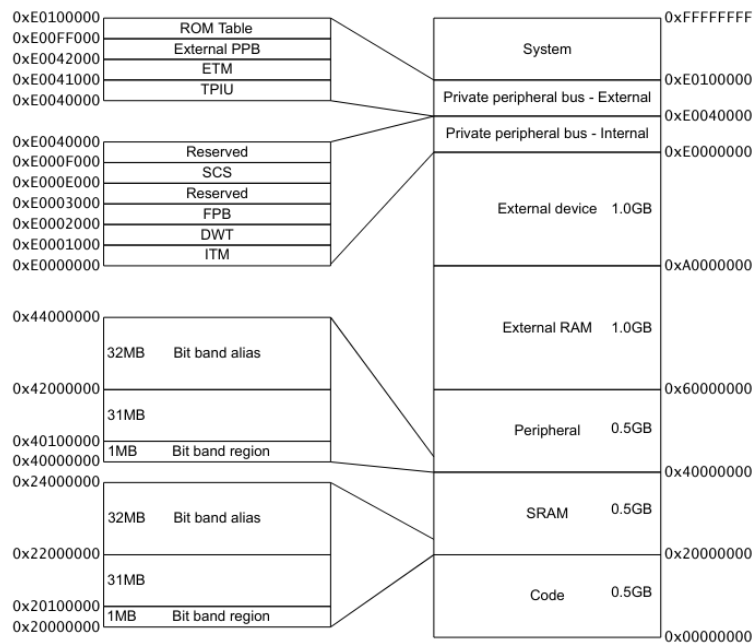 0xE0100000
ROM Table
0xE00FF000
External PPB
0xE0042000
ETM
0xE0041000
TPIU
0xE0040000
0xE0040000
Reserved
0xE000F000
SCS
0xE000E000
Reserved
0xE0003000
FPB
0xE0002000
DWT
0xE0001000
ITM
0xE0000000
0x44000000
32MB Bit band alias
0x42000000
31MB
0x40100000
1MB Bit band region
0x40000000
0x24000000
32MB Bit band alias
0x22000000
31MB
0x20100000
1MB Bit band region
0x20000000
0xFFFFFFFF
System
0xE0100000
Private peripheral bus - External
0xE0040000
Private peripheral bus - Internal
0xE0000000
External device 1.0GB
0xA0000000
External RAM 1.0GB
0x60000000
Peripheral 0.5GB
0x40000000
SRAM 0.5GB
0x20000000
Code 0.5GB
0x00000000